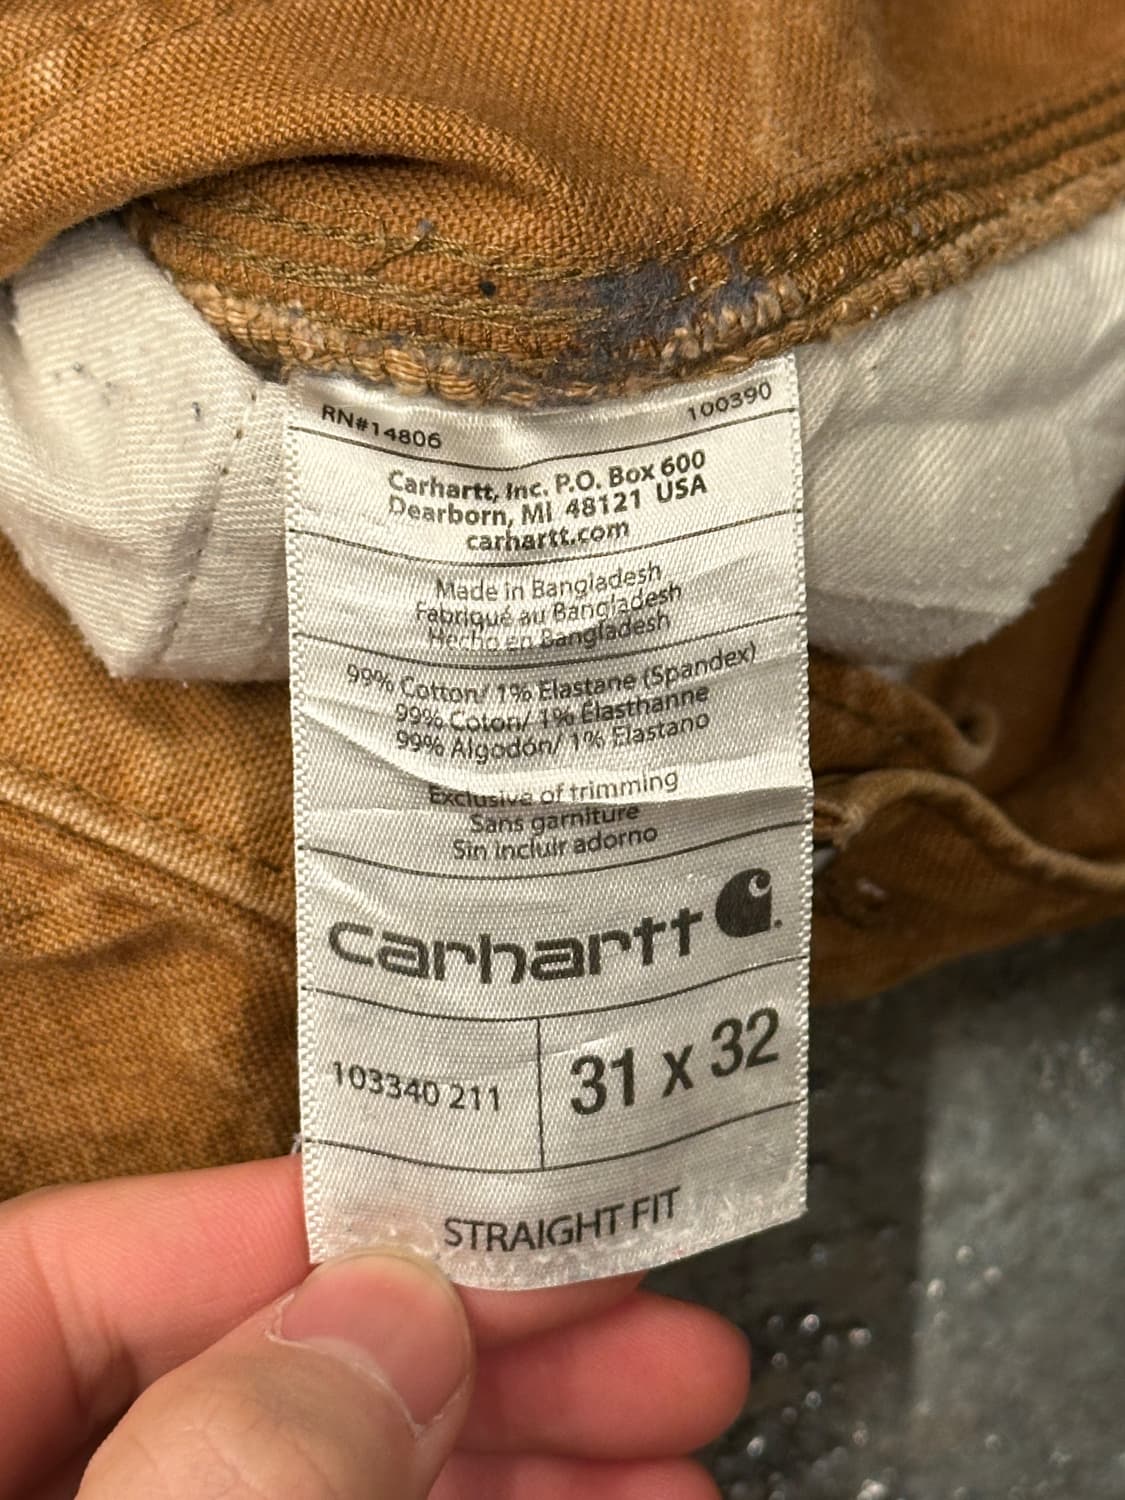 RN#14806 100390
Carhartt, Inc. P.O. Box 600
Dearborn, MI 48121 USA
carhartt.com
Made in Bangladesh
Fabriqué au Bangladesh
Hecho en Bangladesh
99% Cotton/ 1% Elastane (Spandex)
99% Coton/ 1% Élasthanne
99% Algodón/ 1% Elastano
Exclusive of trimming
Sans garniture
Sin incluir adorno
carhartt
103340 211 31 x 32
STRAIGHT FIT